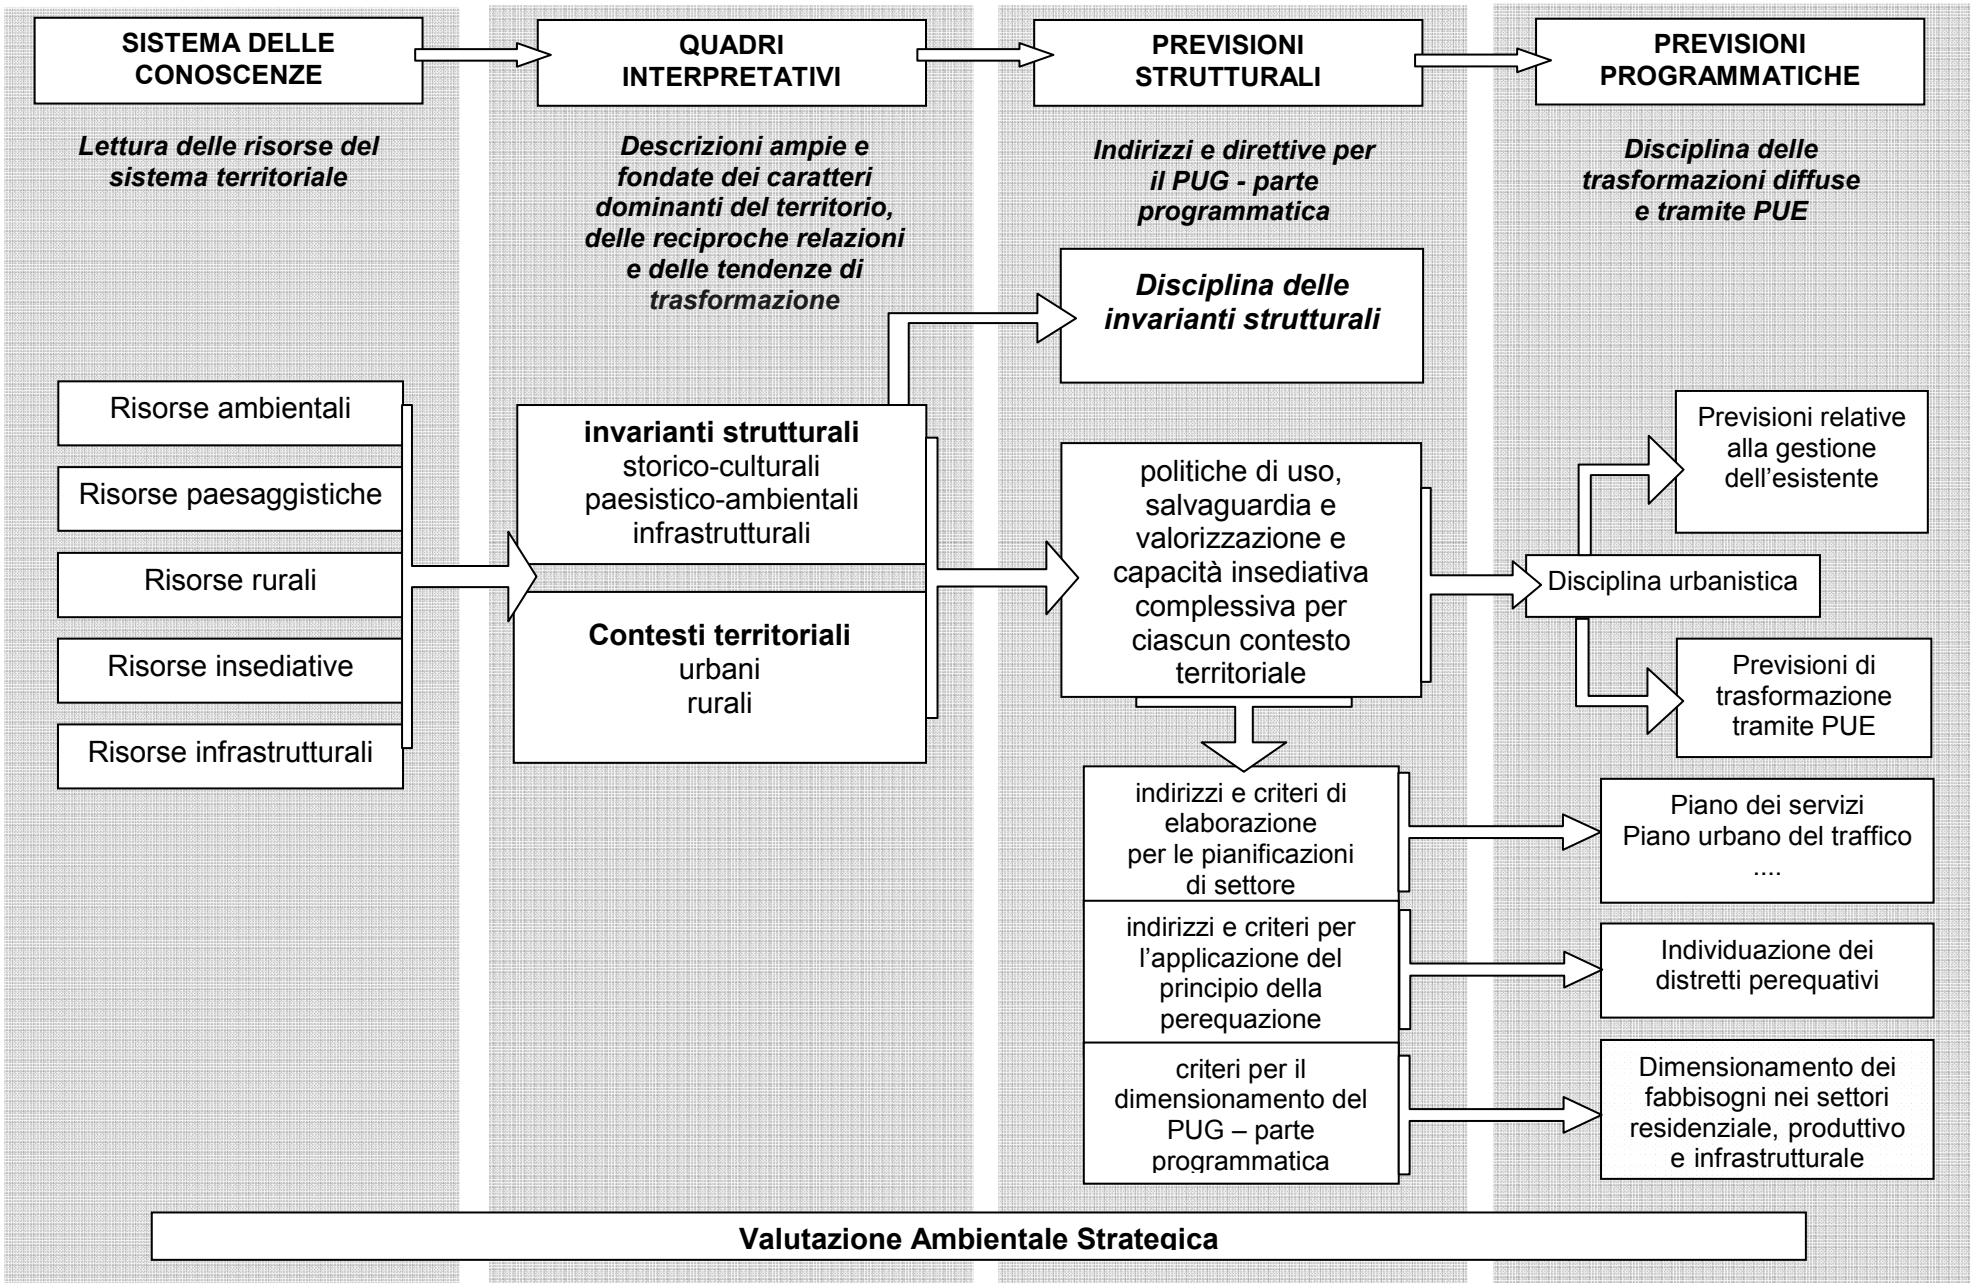 SISTEMA DELLE
CONOSCENZE
Lettura delle risorse del
sistema territoriale
Risorse ambientali
Risorse paesaggistiche
Risorse rurali
Risorse insediative
Risorse infrastrutturali
QUADRI
INTERPRETATIVI
Descrizioni ampie e
fondate dei caratteri
dominanti del territorio,
delle reciproche relazioni
e delle tendenze di
trasformazione
invarianti strutturali
storico-culturali
paesistico-ambientali
infrastrutturali
Contesti territoriali
urbani
rurali
PREVISIONI
STRUTTURALI
Indirizzi e direttive per
il PUG - parte
programmatica
Disciplina delle
invarianti strutturali
politiche di uso,
salvaguardia e
valorizzazione e
capacità insediativa
complessiva per
ciascun contesto
territoriale
indirizzi e criteri di
elaborazione
per le pianificazioni
di settore
indirizzi e criteri per
l’applicazione del
principio della
perequazione
criteri per il
dimensionamento del
PUG – parte
programmatica
PREVISIONI
PROGRAMMATICHE
Disciplina delle
trasformazioni diffuse
e tramite PUE
Previsioni relative
alla gestione
dell’esistente
Disciplina urbanistica
Previsioni di
trasformazione
tramite PUE
Piano dei servizi
Piano urbano del traffico
....
Individuazione dei
distretti perequativi
Dimensionamento dei
fabbisogni nei settori
residenziale, produttivo
e infrastrutturale
Valutazione Ambientale Strategica